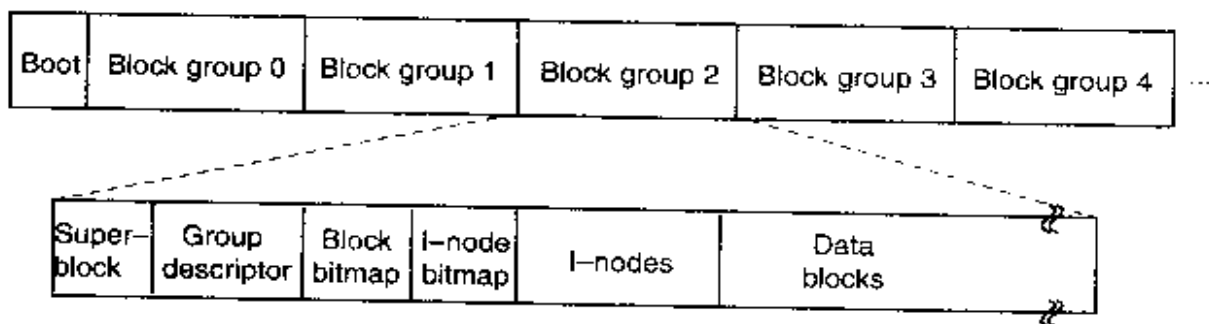 Boot Block group 0 Block group 1 Block group 2 Block group 3 Block group 4 ...
Super– Group Block I–node I–nodes Data
block descriptor bitmap bitmap blocks